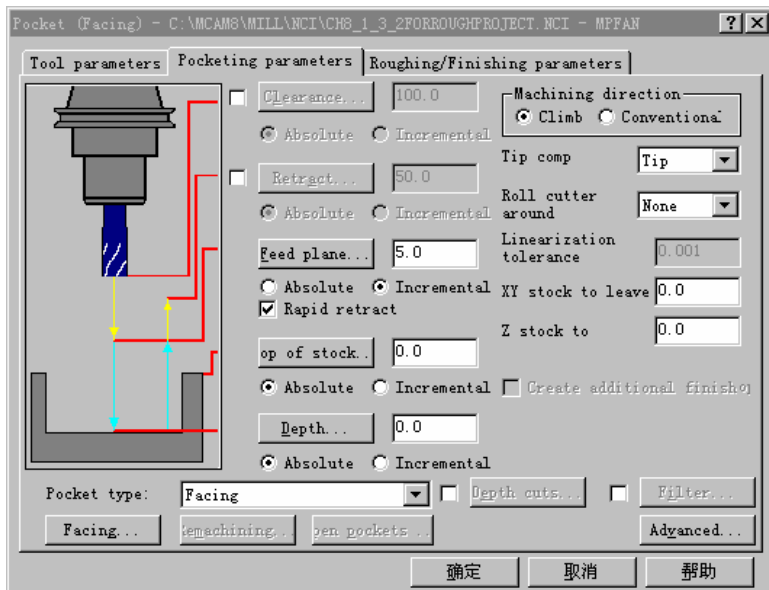 Pocket (Facing) - C:\MCAM8\MILL\NCI\CH8_1_3_2FORROUGHPROJECT.NCI - MPFAN
Tool parameters Pocketing parameters Roughing/Finishing parameters
Clearance... 100.0
Absolute Incremental
Retract... 50.0
Absolute Incremental
Feed plane... 5.0
Absolute Incremental
Rapid retract
op of stock.. 0.0
Absolute Incremental
Depth... 0.0
Absolute Incremental
Machining direction
Climb Conventional
Tip comp Tip
Roll cutter around None
Linearization tolerance 0.001
XY stock to leave 0.0
Z stock to 0.0
Create additional finish
Pocket type: Facing Depth cuts... Filter...
Facing... Remachining... pen pockets .. Advanced...
确定 取消 帮助